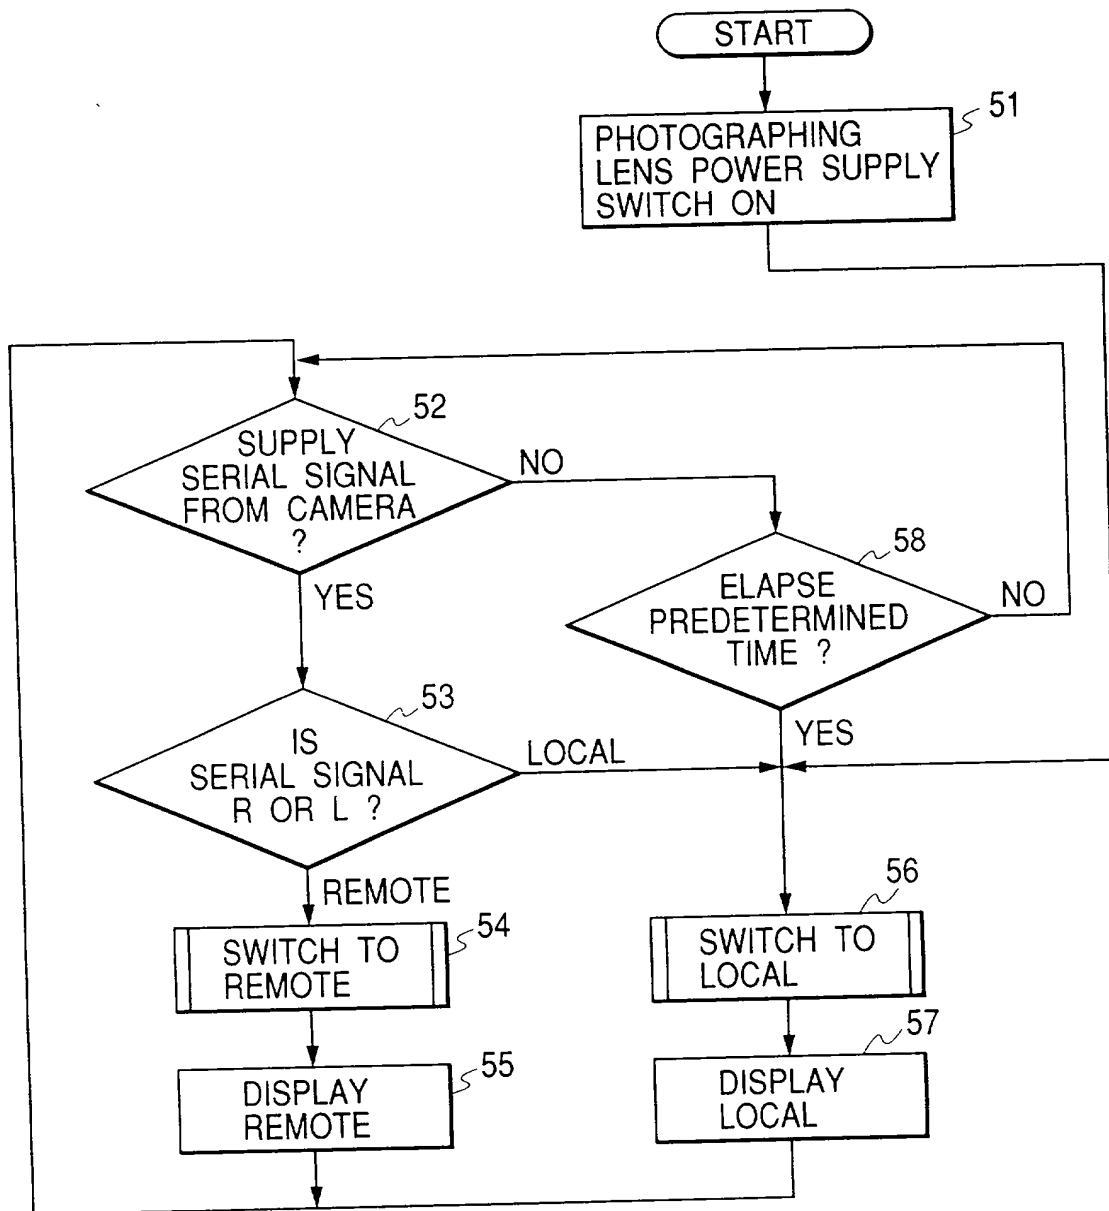 START
51
PHOTOGRAPHING
LENS POWER SUPPLY
SWITCH ON
52
SUPPLY
SERIAL SIGNAL
FROM CAMERA
?
NO
YES
58
ELAPSE
PREDETERMINED
TIME ?
NO
YES
53
IS
SERIAL SIGNAL
R OR L ?
LOCAL
REMOTE
54
SWITCH TO
REMOTE
56
SWITCH TO
LOCAL
55
DISPLAY
REMOTE
57
DISPLAY
LOCAL